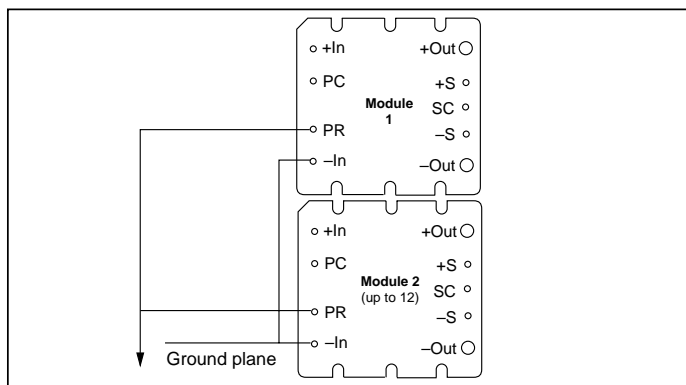 +In +Out
PC +S
Module
1
SC
PR –S
–In –Out
+In +Out
PC +S
Module 2
(up to 12)
SC
PR –S
–In –Out
Ground plane